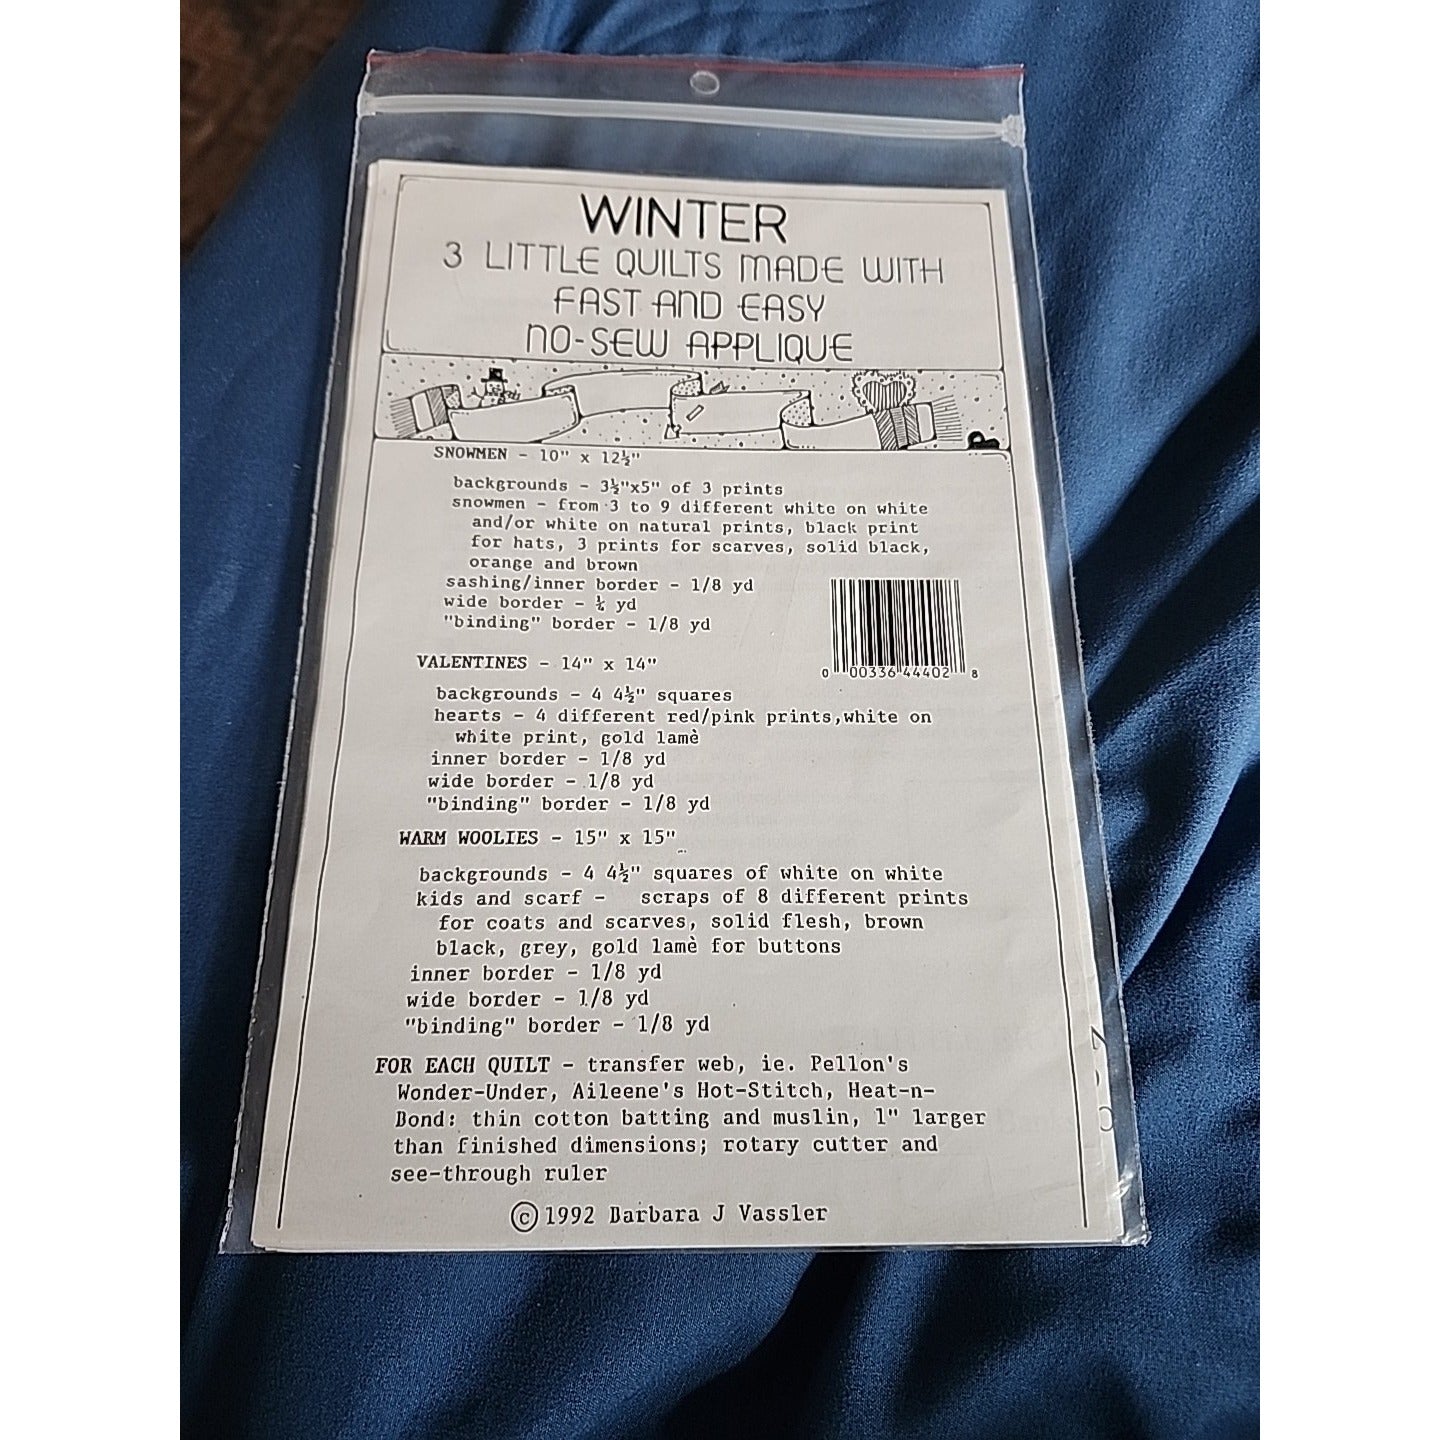 WINTER
3 LITTLE QUILTS MADE WITH
FAST AND EASY
NO-SEW APPLIQUE
SNOWMEN - 10" x 12½"
backgrounds - 3½"x5" of 3 prints
snowmen - from 3 to 9 different white on white
and/or white on natural prints, black print
for hats, 3 prints for scarves, solid black,
orange and brown
sashing/inner border - 1/8 yd
wide border - ¼ yd
"binding" border - 1/8 yd
0 00336 44402 8
VALENTINES - 14" x 14"
backgrounds - 4 4½" squares
hearts - 4 different red/pink prints,white on
white print, gold lamè
inner border - 1/8 yd
wide border - 1/8 yd
"binding" border - 1/8 yd
WARM WOOLIES - 15" x 15"
backgrounds - 4 4½" squares of white on white
kids and scarf - scraps of 8 different prints
for coats and scarves, solid flesh, brown
black, grey, gold lamè for buttons
inner border - 1/8 yd
wide border - 1/8 yd
"binding" border - 1/8 yd
FOR EACH QUILT - transfer web, ie. Pellon's
Wonder-Under, Aileene's Hot-Stitch, Heat-n-
Bond: thin cotton batting and muslin, 1" larger
than finished dimensions; rotary cutter and
see-through ruler
©1992 Barbara J Vassler